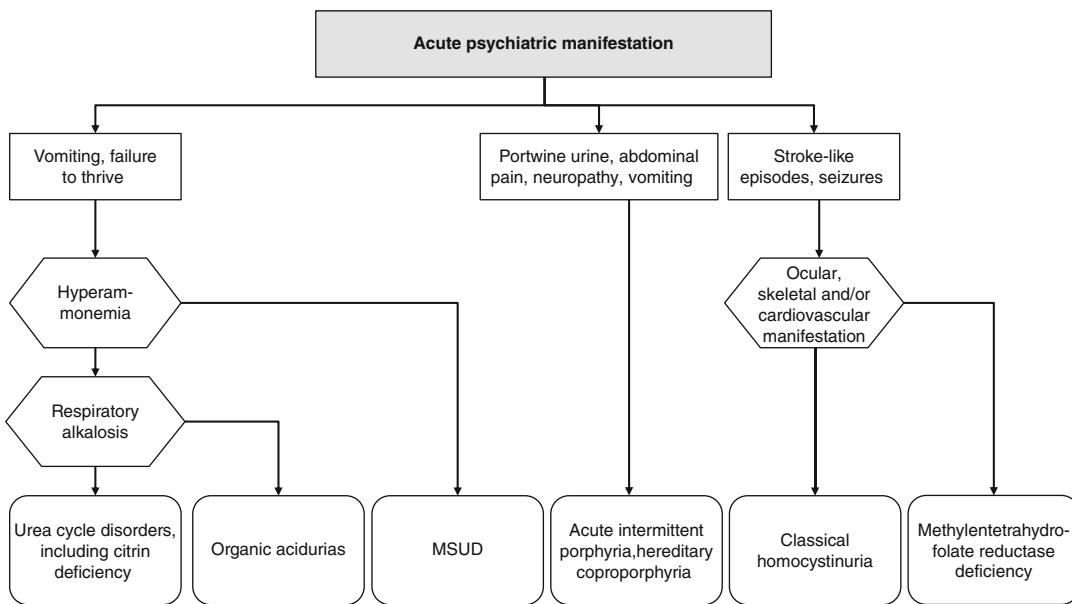 Acute psychiatric manifestation
Vomiting, failure
to thrive
Portwine urine, abdominal
pain, neuropathy, vomiting
Stroke-like
episodes, seizures
Hyperam-
monemia
Ocular,
skeletal and/or
cardiovascular
manifestation
Respiratory
alkalosis
Urea cycle disorders,
including citrin
deficiency
Organic acidurias
MSUD
Acute intermittent
porphyria,hereditary
coproporphyria
Classical
homocystinuria
Methylentetrahydro-
folate reductase
deficiency